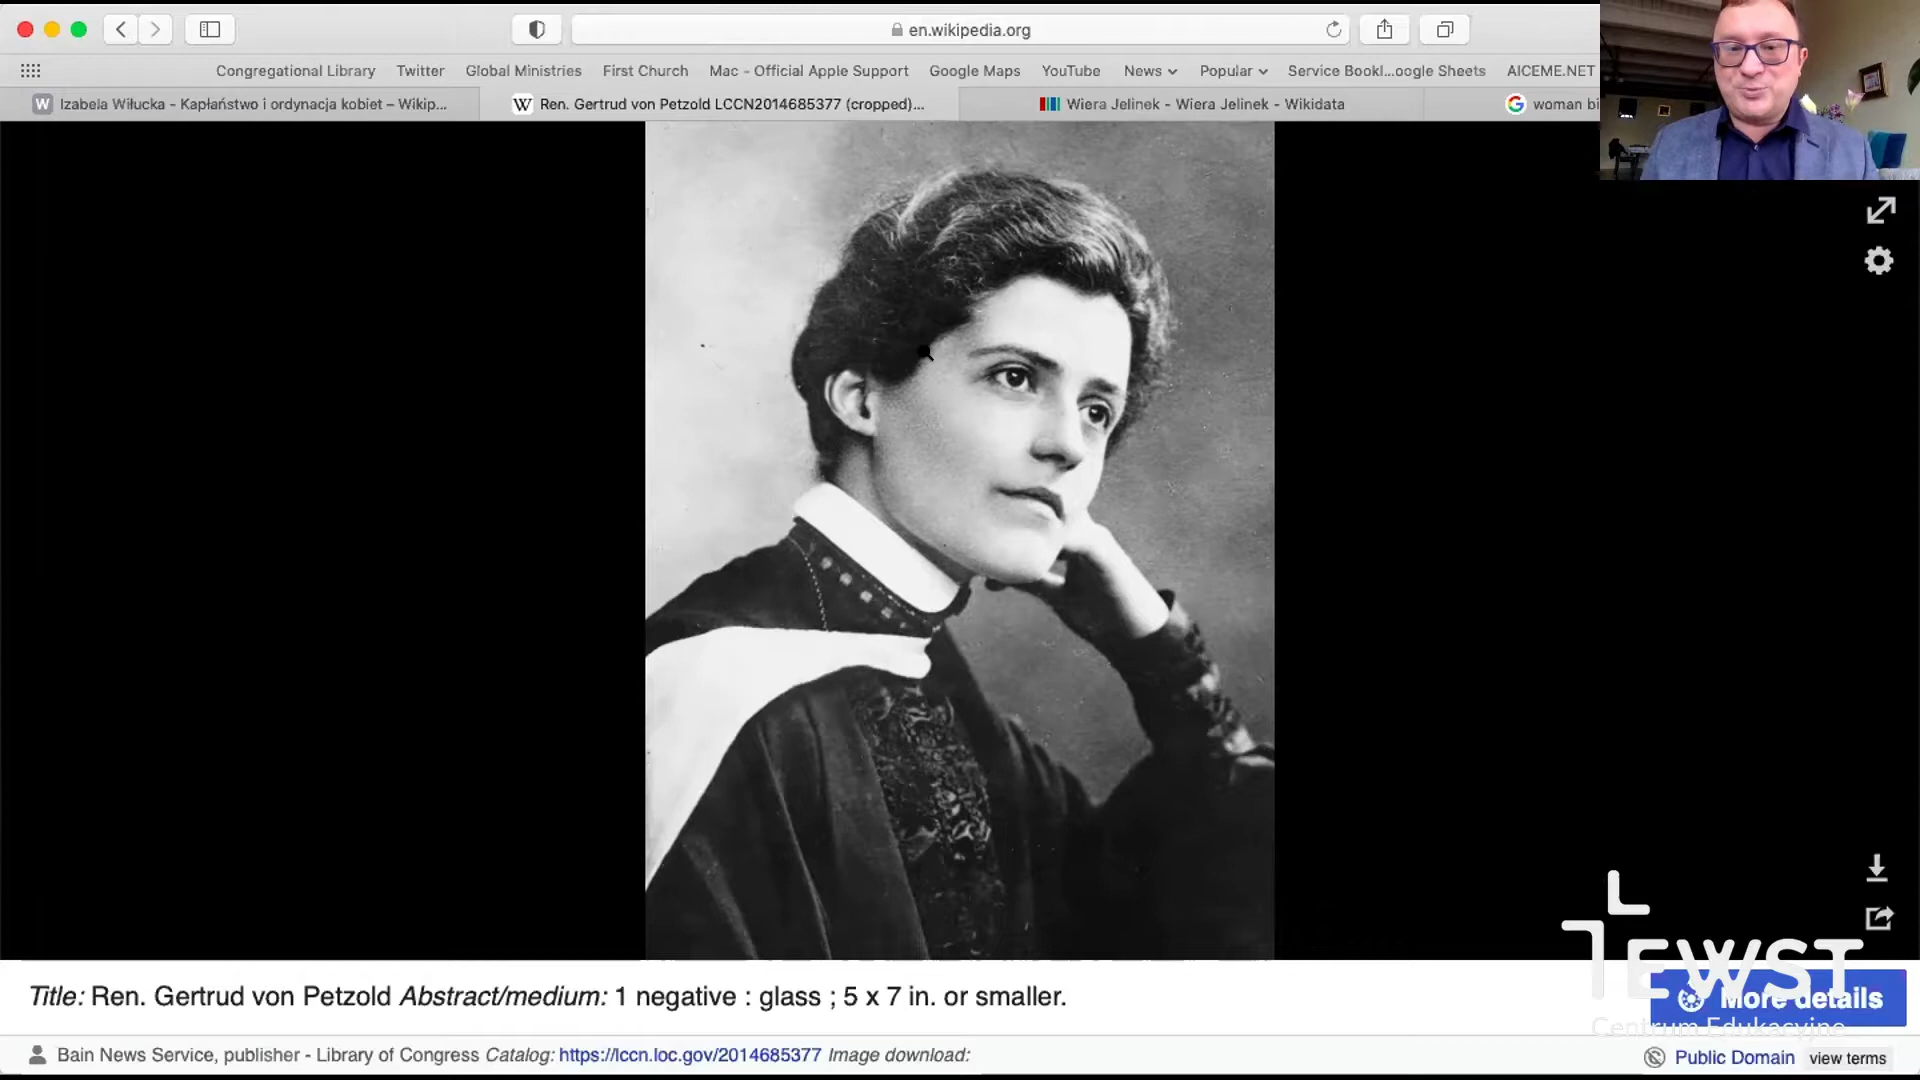 en.wikipedia.org
Congregational Library Twitter Global Ministries First Church Mac - Official Apple Support Google Maps YouTube News Popular Service Bookl...oogle Sheets AICEME.NET
W Izabela Wiłucka - Kapłaństwo i ordynacja kobiet – Wikip... W Ren. Gertrud von Petzold LCCN2014685377 (cropped)... Wiera Jelinek - Wiera Jelinek - Wikidata G woman bi
Title: Ren. Gertrud von Petzold Abstract/medium: 1 negative : glass ; 5 x 7 in. or smaller.
More details
EWST
Centrum Edukacyjne
Bain News Service, publisher - Library of Congress Catalog: https://lccn.loc.gov/2014685377 Image download:
Public Domain view terms